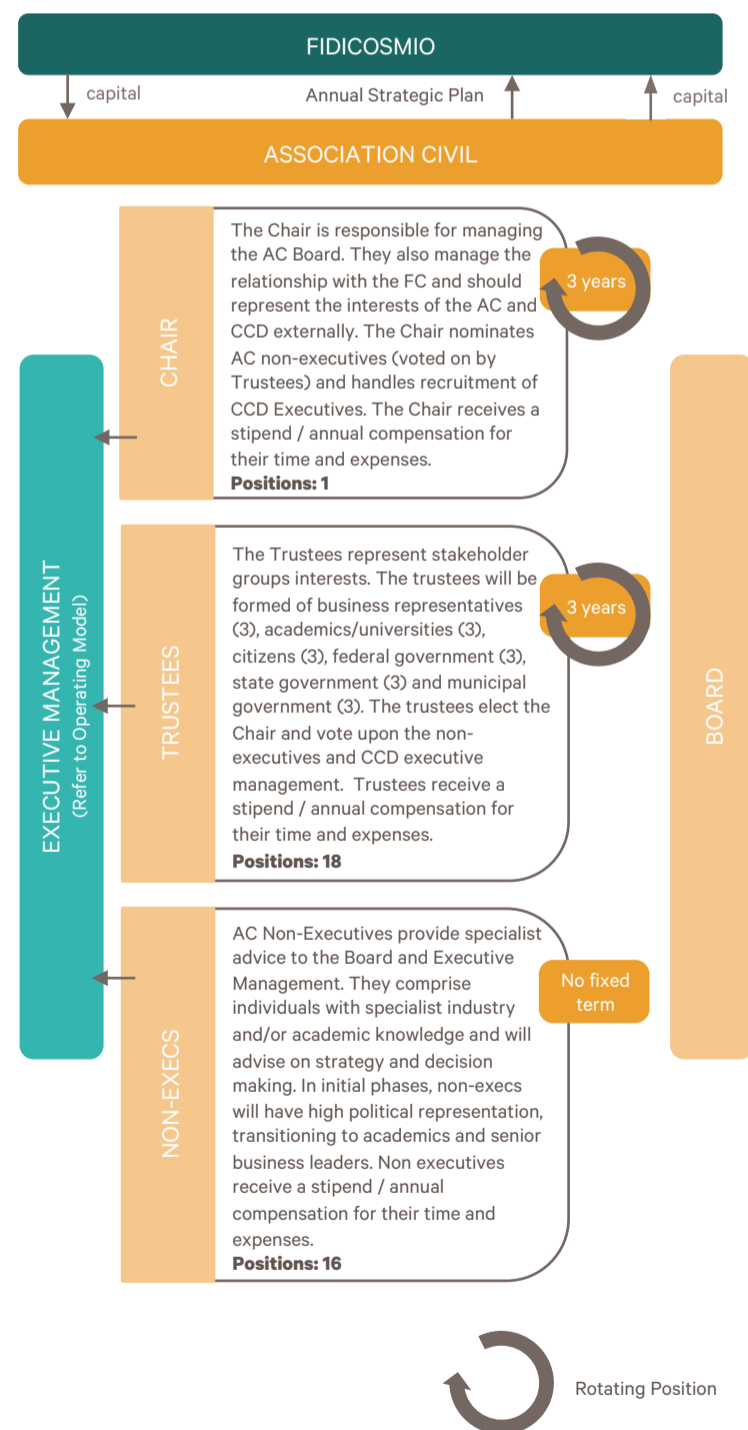 FIDICOSMIO
capital
Annual Strategic Plan
capital
ASSOCIATION CIVIL
EXECUTIVE MANAGEMENT
(Refer to Operating Model)
CHAIR
The Chair is responsible for managing
the AC Board. They also manage the
relationship with the FC and should
represent the interests of the AC and
CCD externally. The Chair nominates
AC non-executives (voted on by
Trustees) and handles recruitment of
CCD Executives. The Chair receives a
stipend / annual compensation for
their time and expenses.
Positions: 1
3 years
TRUSTEES
The Trustees represent stakeholder
groups interests. The trustees will be
formed of business representatives
(3), academics/universities (3),
citizens (3), federal government (3),
state government (3) and municipal
government (3). The trustees elect the
Chair and vote upon the non-
executives and CCD executive
management.  Trustees receive a
stipend / annual compensation for
their time and expenses.
Positions: 18
3 years
NON-EXECS
AC Non-Executives provide specialist
advice to the Board and Executive
Management. They comprise
individuals with specialist industry
and/or academic knowledge and will
advise on strategy and decision
making. In initial phases, non-execs
will have high political representation,
transitioning to academics and senior
business leaders. Non executives
receive a stipend / annual
compensation for their time and
expenses.
Positions: 16
No fixed
term
BOARD
Rotating Position